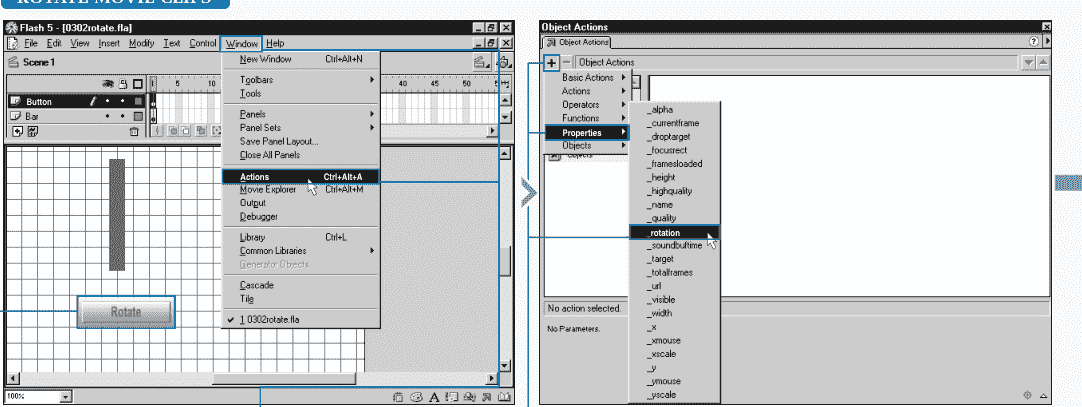 ROTATE MOVIE CLIPS
Flash 5 - [0302rotate.fla]
File Edit View Insert Modify Text Control Window Help
Scene 1
1 5 10 40 45 50
Button
Bar
Rotate
100%
New Window Ctrl+Alt+N
Toolbars
Tools
Panels
Panel Sets
Save Panel Layout...
Close All Panels
Actions Ctrl+Alt+A
Movie Explorer Ctrl+Alt+M
Output
Debugger
Library Ctrl+L
Common Libraries
Generator Objects
Cascade
Tile
✓ 1 0302rotate.fla
Object Actions
Object Actions
+ − Object Actions
Basic Actions
Actions
Operators
Functions
Properties
Objects
Objects
_alpha
_currentframe
_droptarget
_focusrect
_framesloaded
_height
_highquality
_name
_quality
_rotation
_soundbuftime
_target
_totalframes
_url
_visible
_width
_x
_xmouse
_xscale
_y
_ymouse
_yscale
No action selected.
No Parameters.